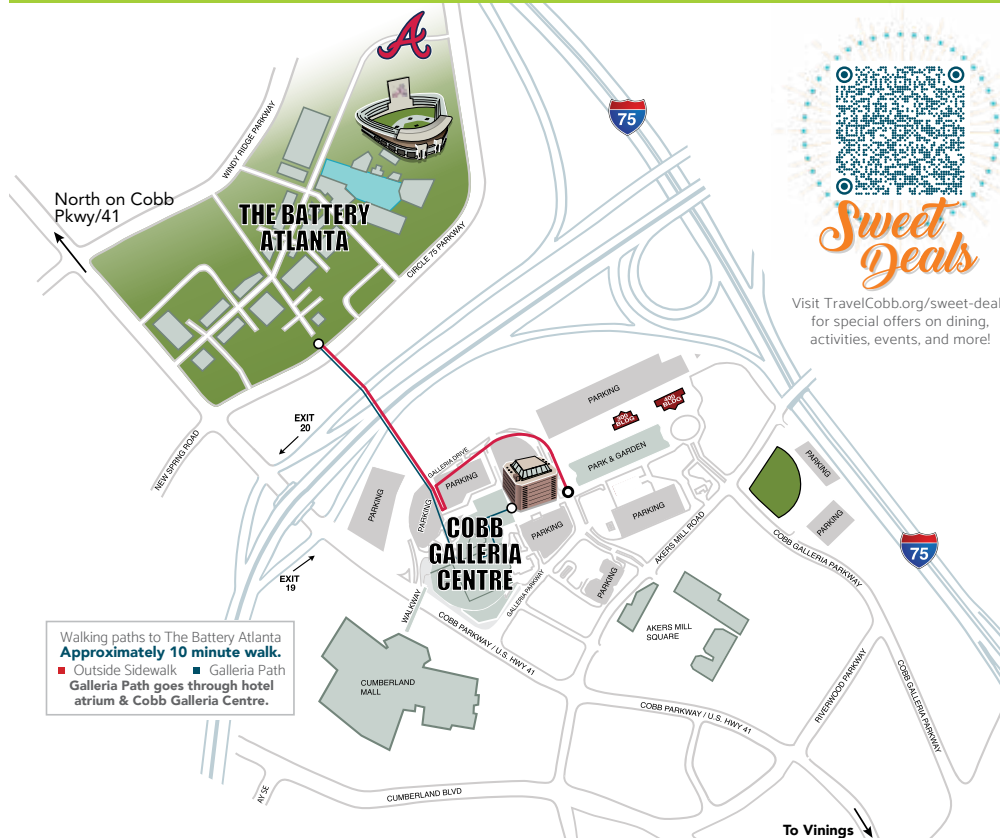 A
75
WINDY RIDGE PARKWAY
North on Cobb
Pkwy/41
THE BATTERY
ATLANTA
CIRCLE 75 PARKWAY
Sweet
Deals
Visit TravelCobb.org/sweet-deal
for special offers on dining,
activities, events, and more!
EXIT
20
NEW SPRING ROAD
PARKING
400
BLDG
300
BLDG
PARK & GARDEN
GALLERIA DRIVE
PARKING
PARKING
PARKING
PARKING
PARKING
PARKING
PARKING
PARKING
COBB
GALLERIA
CENTRE
AKERS MILL ROAD
COBB GALLERIA PARKWAY
75
EXIT
19
WALKWAY
GALLERIA PARKWAY
COBB PARKWAY / U.S. HWY 41
AKERS MILL
SQUARE
Walking paths to The Battery Atlanta
Approximately 10 minute walk.
Outside Sidewalk Galleria Path
Galleria Path goes through hotel
atrium & Cobb Galleria Centre.
CUMBERLAND
MALL
COBB PARKWAY / U.S. HWY 41
RIVERWOOD PARKWAY
COBB GALLERIA PARKWAY
AY SE
CUMBERLAND BLVD
To Vinings